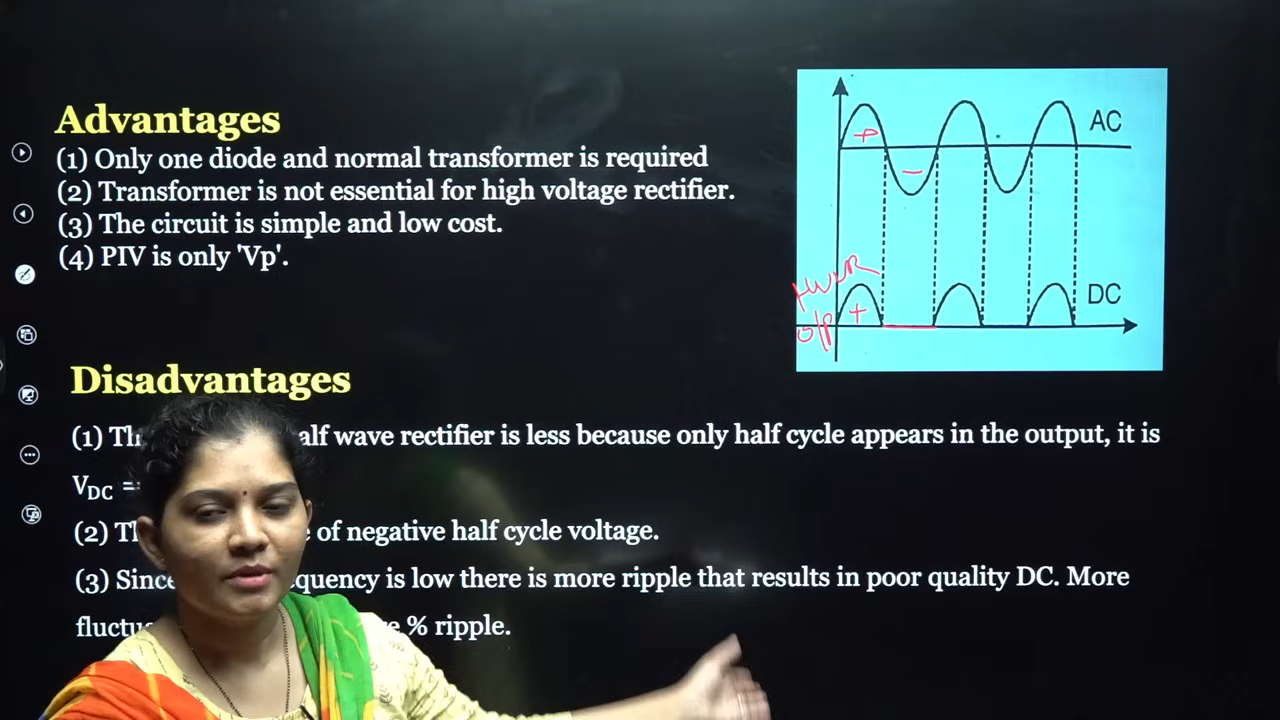 Advantages
(1) Only one diode and normal transformer is required
(2) Transformer is not essential for high voltage rectifier.
(3) The circuit is simple and low cost.
(4) PIV is only 'Vp'.
AC
+
−
HWR
O/P
+
DC
Disadvantages
(1) alf wave rectifier is less because only half cycle appears in the output, it is
VDC =
(2) of negative half cycle voltage.
(3) Since quency is low there is more ripple that results in poor quality DC. More
% ripple.